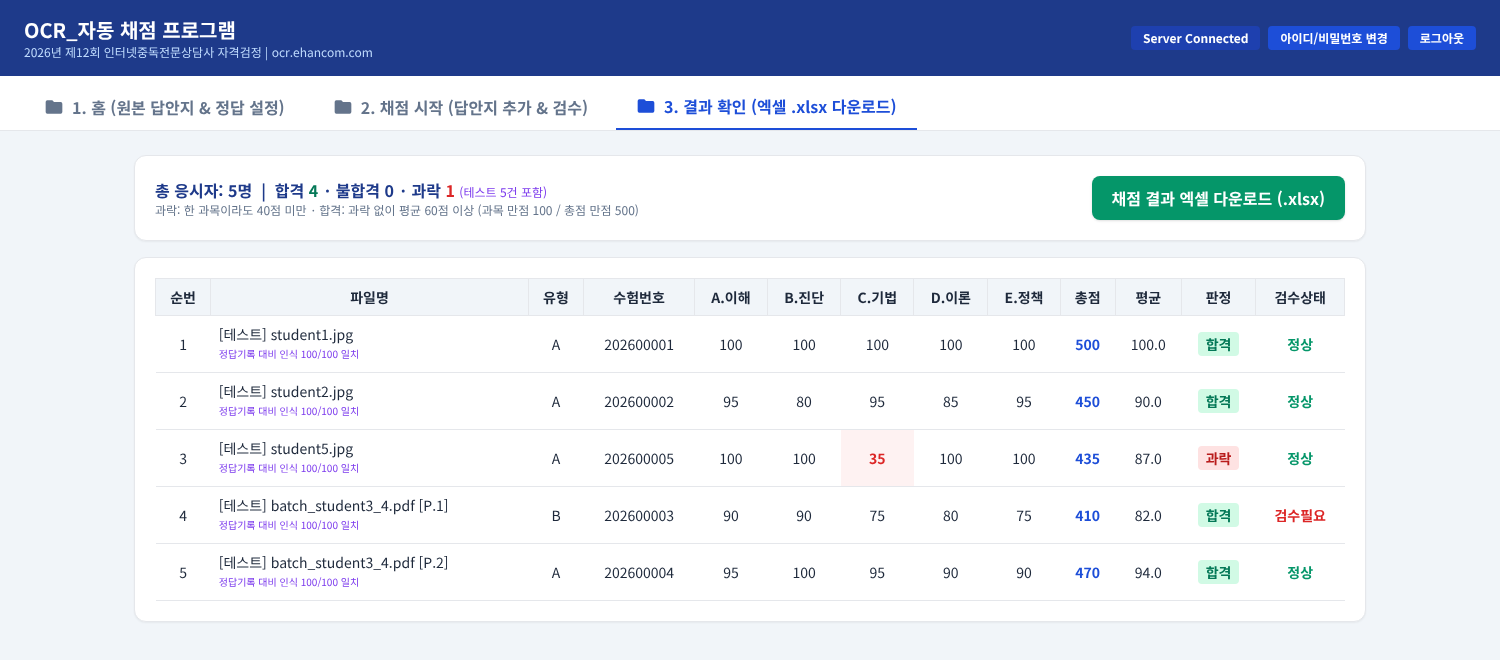 OCR_자동 채점 프로그램
2026년 제12회 인터넷중독전문상담사 자격검정 | ocr.ehancom.com
Server Connected
아이디/비밀번호 변경
로그아웃
1. 홈 (원본 답안지 & 정답 설정)
2. 채점 시작 (답안지 추가 & 검수)
3. 결과 확인 (엑셀 .xlsx 다운로드)
총 응시자: 5명 | 합격 4 · 불합격 0 · 과락 1 (테스트 5건 포함)
과락: 한 과목이라도 40점 미만 · 합격: 과락 없이 평균 60점 이상 (과목 만점 100 / 총점 만점 500)
채점 결과 엑셀 다운로드 (.xlsx)
순번 파일명 유형 수험번호 A.이해 B.진단 C.기법 D.이론 E.정책 총점 평균 판정 검수상태
1 [테스트] student1.jpg A 202600001 100 100 100 100 100 500 100.0 합격 정상
정답기록 대비 인식 100/100 일치
2 [테스트] student2.jpg A 202600002 95 80 95 85 95 450 90.0 합격 정상
정답기록 대비 인식 100/100 일치
3 [테스트] student5.jpg A 202600005 100 100 35 100 100 435 87.0 과락 정상
정답기록 대비 인식 100/100 일치
4 [테스트] batch_student3_4.pdf [P.1] B 202600003 90 90 75 80 75 410 82.0 합격 검수필요
정답기록 대비 인식 100/100 일치
5 [테스트] batch_student3_4.pdf [P.2] A 202600004 95 100 95 90 90 470 94.0 합격 정상
정답기록 대비 인식 100/100 일치